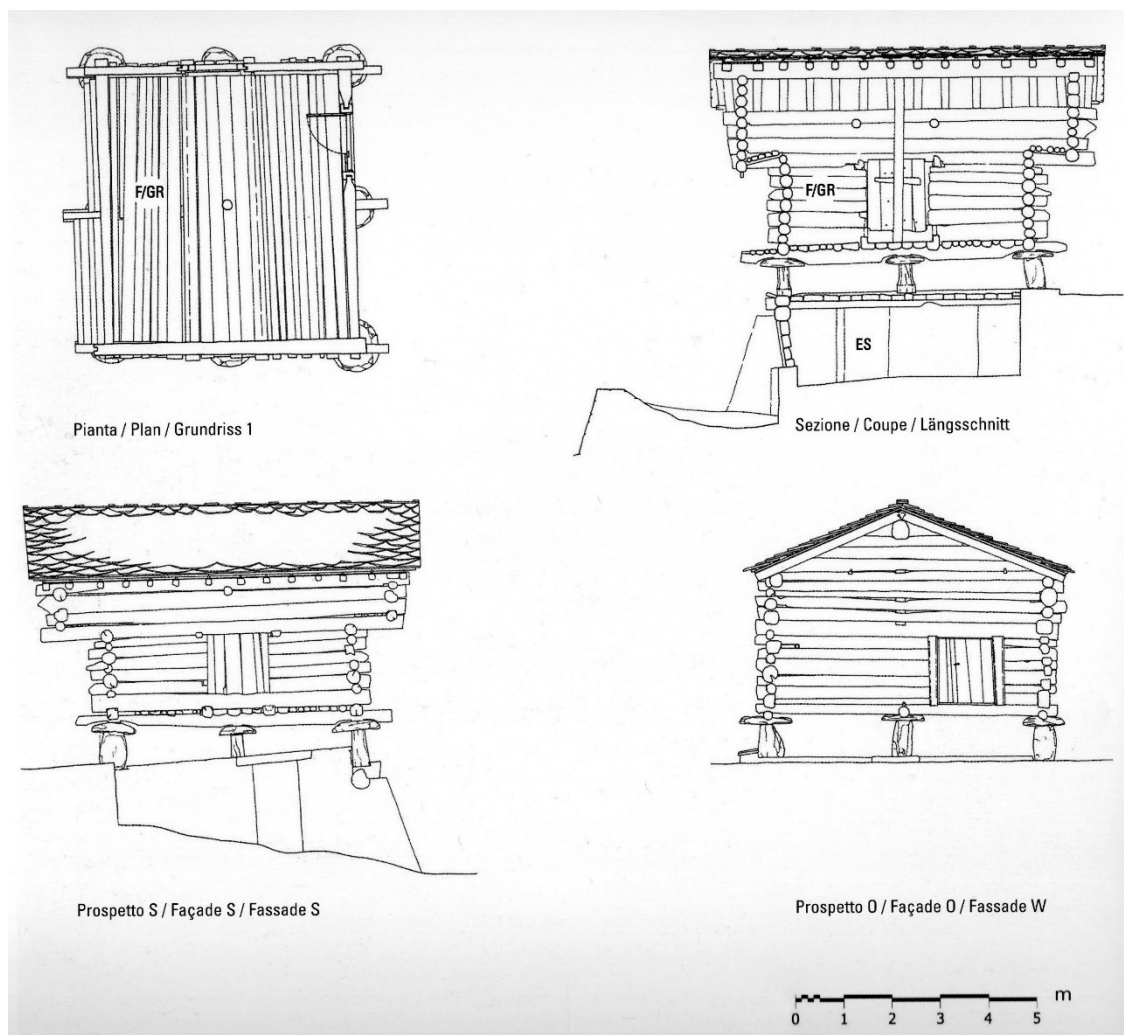 F/GR
Pianta / Plan / Grundriss 1
F/GR
ES
Sezione / Coupe / Längsschnitt
Prospetto S / Façade S / Fassade S
Prospetto O / Façade O / Fassade W
m
0 1 2 3 4 5